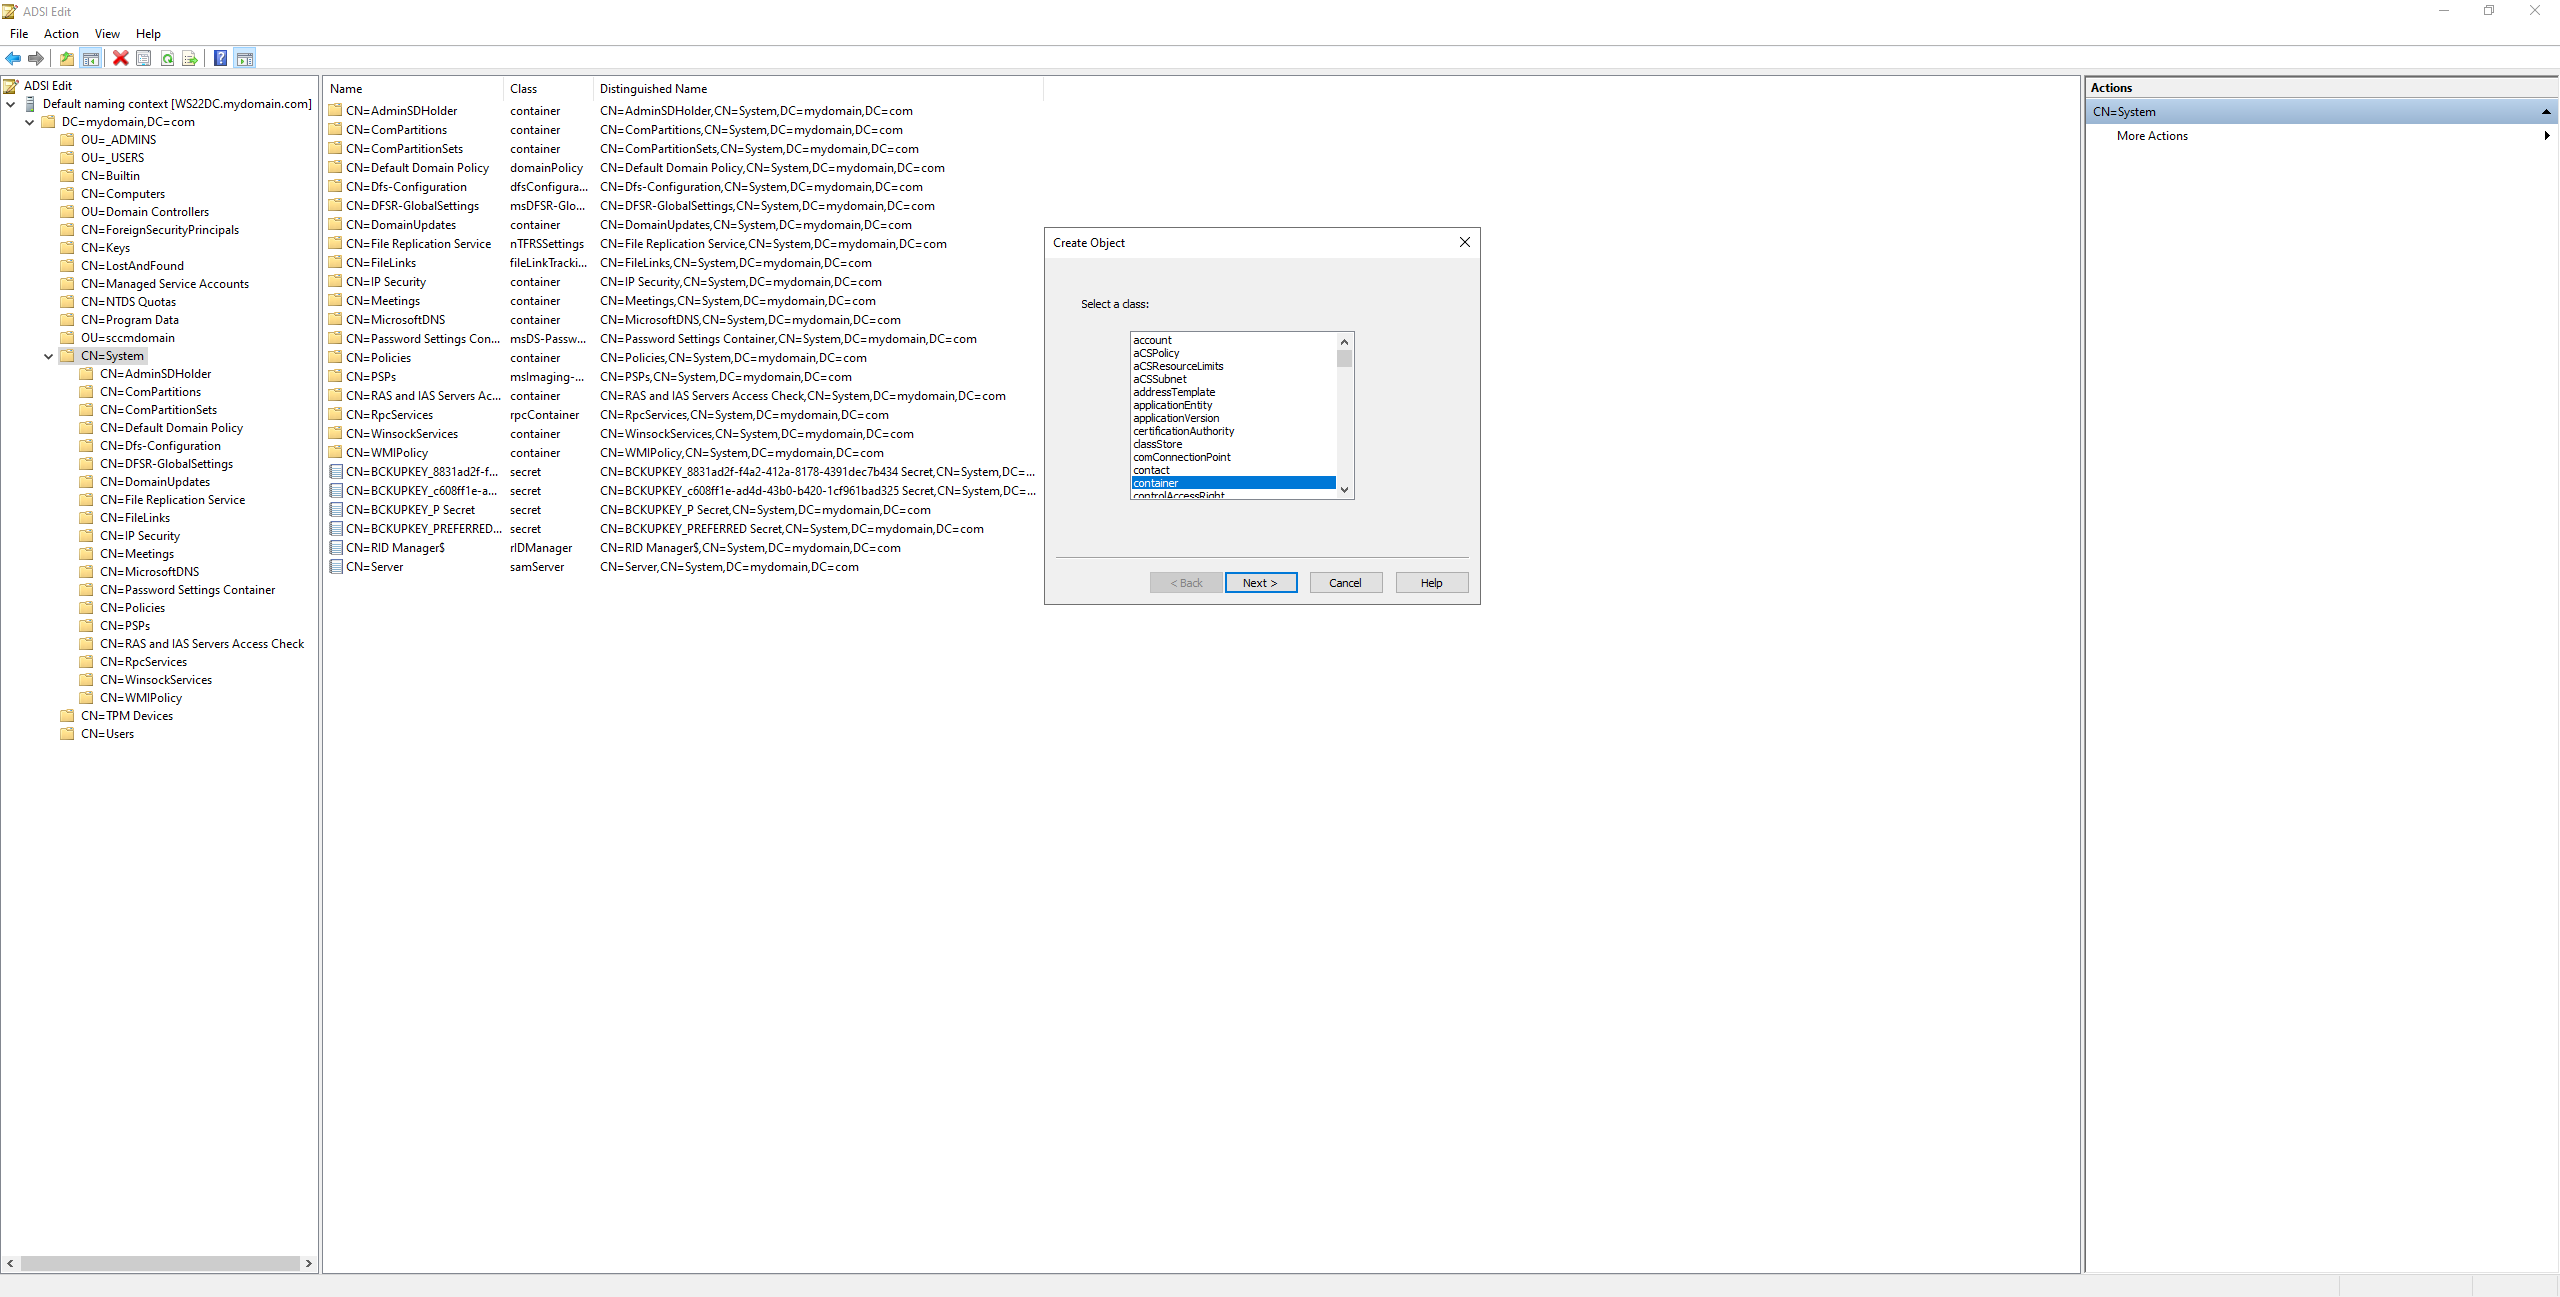 ADSI Edit
File Action View Help
ADSI Edit
Default naming context [WS22DC.mydomain.com]
DC=mydomain,DC=com
OU=_ADMINS
OU=_USERS
CN=Builtin
CN=Computers
OU=Domain Controllers
CN=ForeignSecurityPrincipals
CN=Keys
CN=LostAndFound
CN=Managed Service Accounts
CN=NTDS Quotas
CN=Program Data
OU=sccmdomain
CN=System
CN=AdminSDHolder
CN=ComPartitions
CN=ComPartitionSets
CN=Default Domain Policy
CN=Dfs-Configuration
CN=DFSR-GlobalSettings
CN=DomainUpdates
CN=File Replication Service
CN=FileLinks
CN=IP Security
CN=Meetings
CN=MicrosoftDNS
CN=Password Settings Container
CN=Policies
CN=PSPs
CN=RAS and IAS Servers Access Check
CN=RpcServices
CN=WinsockServices
CN=WMIPolicy
CN=TPM Devices
CN=Users
Name Class Distinguished Name
CN=AdminSDHolder container CN=AdminSDHolder,CN=System,DC=mydomain,DC=com
CN=ComPartitions container CN=ComPartitions,CN=System,DC=mydomain,DC=com
CN=ComPartitionSets container CN=ComPartitionSets,CN=System,DC=mydomain,DC=com
CN=Default Domain Policy domainPolicy CN=Default Domain Policy,CN=System,DC=mydomain,DC=com
CN=Dfs-Configuration dfsConfigura... CN=Dfs-Configuration,CN=System,DC=mydomain,DC=com
CN=DFSR-GlobalSettings msDFSR-Glo... CN=DFSR-GlobalSettings,CN=System,DC=mydomain,DC=com
CN=DomainUpdates container CN=DomainUpdates,CN=System,DC=mydomain,DC=com
CN=File Replication Service nTFRSSettings CN=File Replication Service,CN=System,DC=mydomain,DC=com
CN=FileLinks fileLinkTracki... CN=FileLinks,CN=System,DC=mydomain,DC=com
CN=IP Security container CN=IP Security,CN=System,DC=mydomain,DC=com
CN=Meetings container CN=Meetings,CN=System,DC=mydomain,DC=com
CN=MicrosoftDNS container CN=MicrosoftDNS,CN=System,DC=mydomain,DC=com
CN=Password Settings Con... msDS-Passw... CN=Password Settings Container,CN=System,DC=mydomain,DC=com
CN=Policies container CN=Policies,CN=System,DC=mydomain,DC=com
CN=PSPs msImaging-... CN=PSPs,CN=System,DC=mydomain,DC=com
CN=RAS and IAS Servers Ac... container CN=RAS and IAS Servers Access Check,CN=System,DC=mydomain,DC=com
CN=RpcServices rpcContainer CN=RpcServices,CN=System,DC=mydomain,DC=com
CN=WinsockServices container CN=WinsockServices,CN=System,DC=mydomain,DC=com
CN=WMIPolicy container CN=WMIPolicy,CN=System,DC=mydomain,DC=com
CN=BCKUPKEY_8831ad2f-f... secret CN=BCKUPKEY_8831ad2f-f4a2-412a-8178-4391dec7b434 Secret,CN=System,DC=...
CN=BCKUPKEY_c608ff1e-a... secret CN=BCKUPKEY_c608ff1e-ad4d-43b0-b420-1cf961bad325 Secret,CN=System,DC=...
CN=BCKUPKEY_P Secret secret CN=BCKUPKEY_P Secret,CN=System,DC=mydomain,DC=com
CN=BCKUPKEY_PREFERRED... secret CN=BCKUPKEY_PREFERRED Secret,CN=System,DC=mydomain,DC=com
CN=RID Manager$ rIDManager CN=RID Manager$,CN=System,DC=mydomain,DC=com
CN=Server samServer CN=Server,CN=System,DC=mydomain,DC=com
Create Object
Select a class:
account
aCSPolicy
aCSResourceLimits
aCSSubnet
addressTemplate
applicationEntity
applicationVersion
certificationAuthority
classStore
comConnectionPoint
contact
container
controlAccessRight
< Back Next > Cancel Help
Actions
CN=System
More Actions